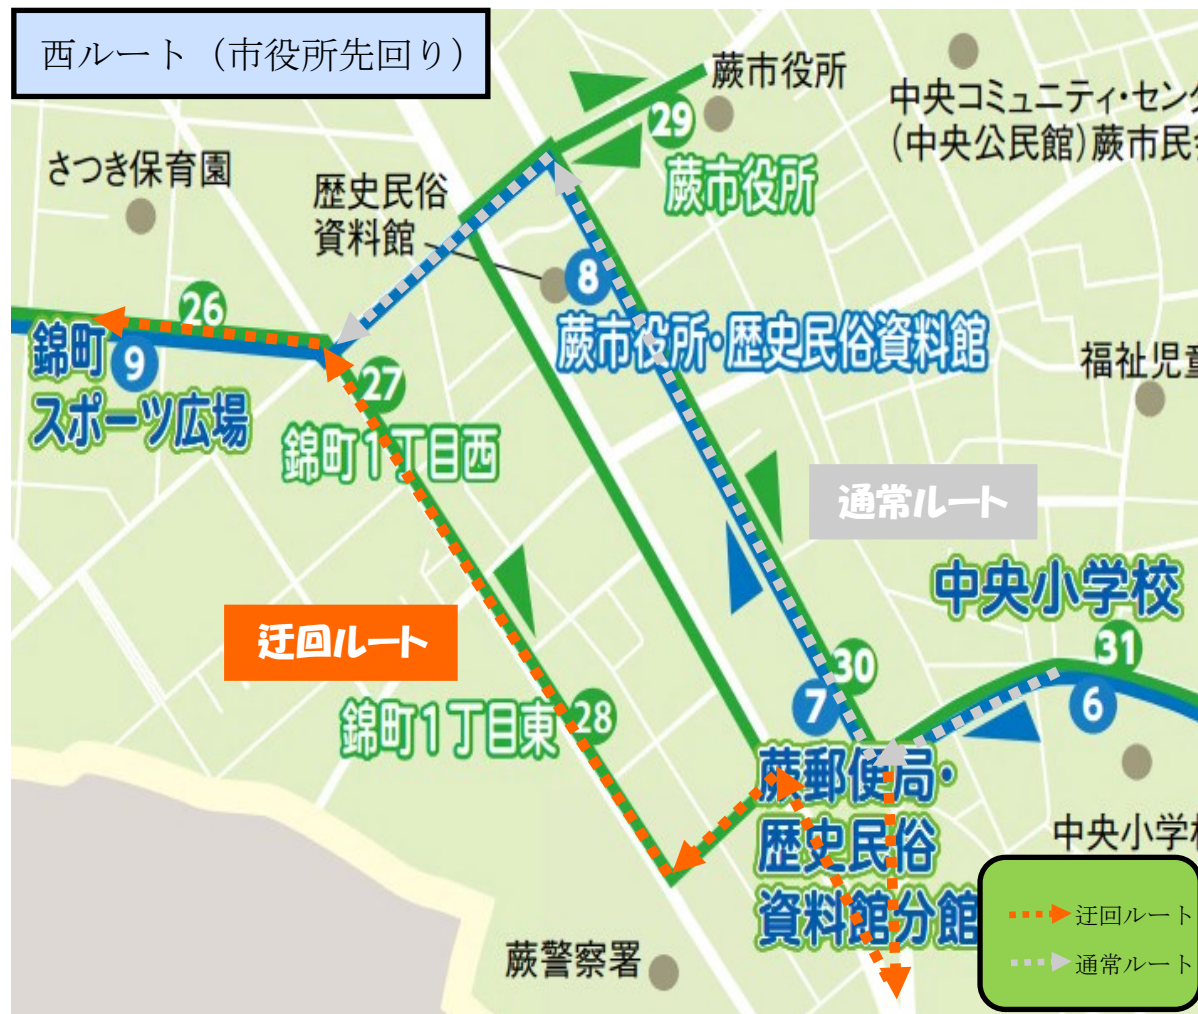 西ルート（市役所先回り）
蕨市役所
中央コミュニティ・センタ
（中央公民館）蕨市民会
29
蕨市役所
さつき保育園
歴史民俗
資料館
8
蕨市役所・歴史民俗資料館
26
錦町
スポーツ広場
9
27
錦町1丁目西
福祉児童
通常ルート
中央小学校
31
6
迂回ルート
30
7
錦町1丁目東
28
蕨郵便局・
歴史民俗
資料館分館
中央小学校
蕨警察署
迂回ルート
通常ルート